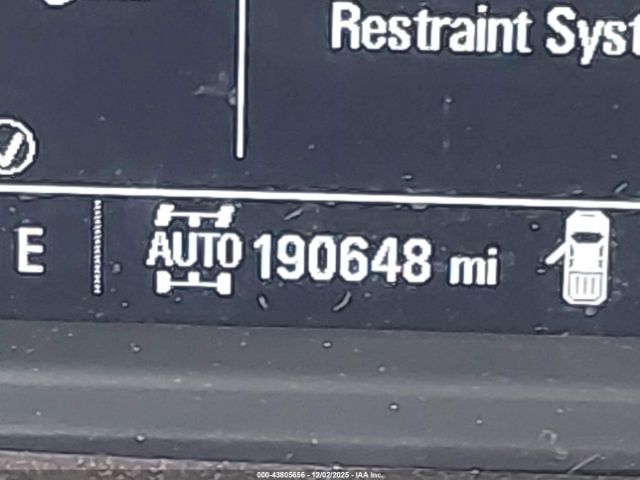 Restraint Syst
E
AUTO 190648 mi
000-43805656 - 12/02/2025 - IAA Inc.